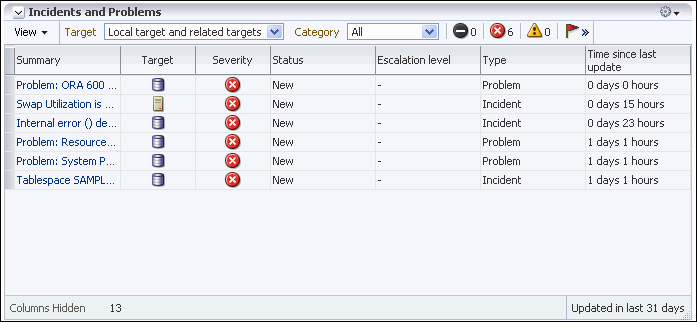 Incidents and Problems
View Target Local target and related targets Category All 0 6 0 »
Summary Target Severity Status Escalation level Type Time since last update
Problem: ORA 600 ... New - Problem 0 days 0 hours
Swap Utilization is ... New - Incident 0 days 15 hours
Internal error () de... New - Incident 0 days 23 hours
Problem: Resource... New - Problem 1 days 1 hours
Problem: System P... New - Problem 1 days 1 hours
Tablespace SAMPL... New - Incident 1 days 1 hours
Columns Hidden 13 Updated in last 31 days